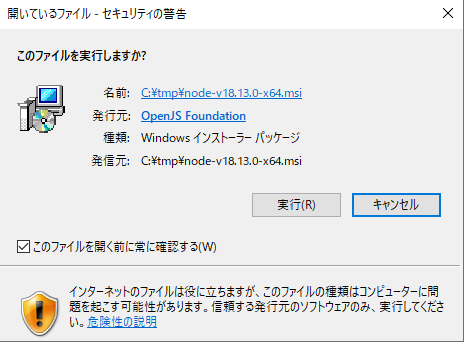 開いているファイル - セキュリティの警告
このファイルを実行しますか?
名前: C:¥tmp¥node-v18.13.0-x64.msi
発行元: OpenJS Foundation
種類: Windows インストーラー パッケージ
発信元: C:¥tmp¥node-v18.13.0-x64.msi
実行(R) キャンセル
このファイルを開く前に常に確認する(W)
インターネットのファイルは役に立ちますが、このファイルの種類はコンピューターに問
題を起こす可能性があります。信頼する発行元のソフトウェアのみ、実行してくださ
い。危険性の説明